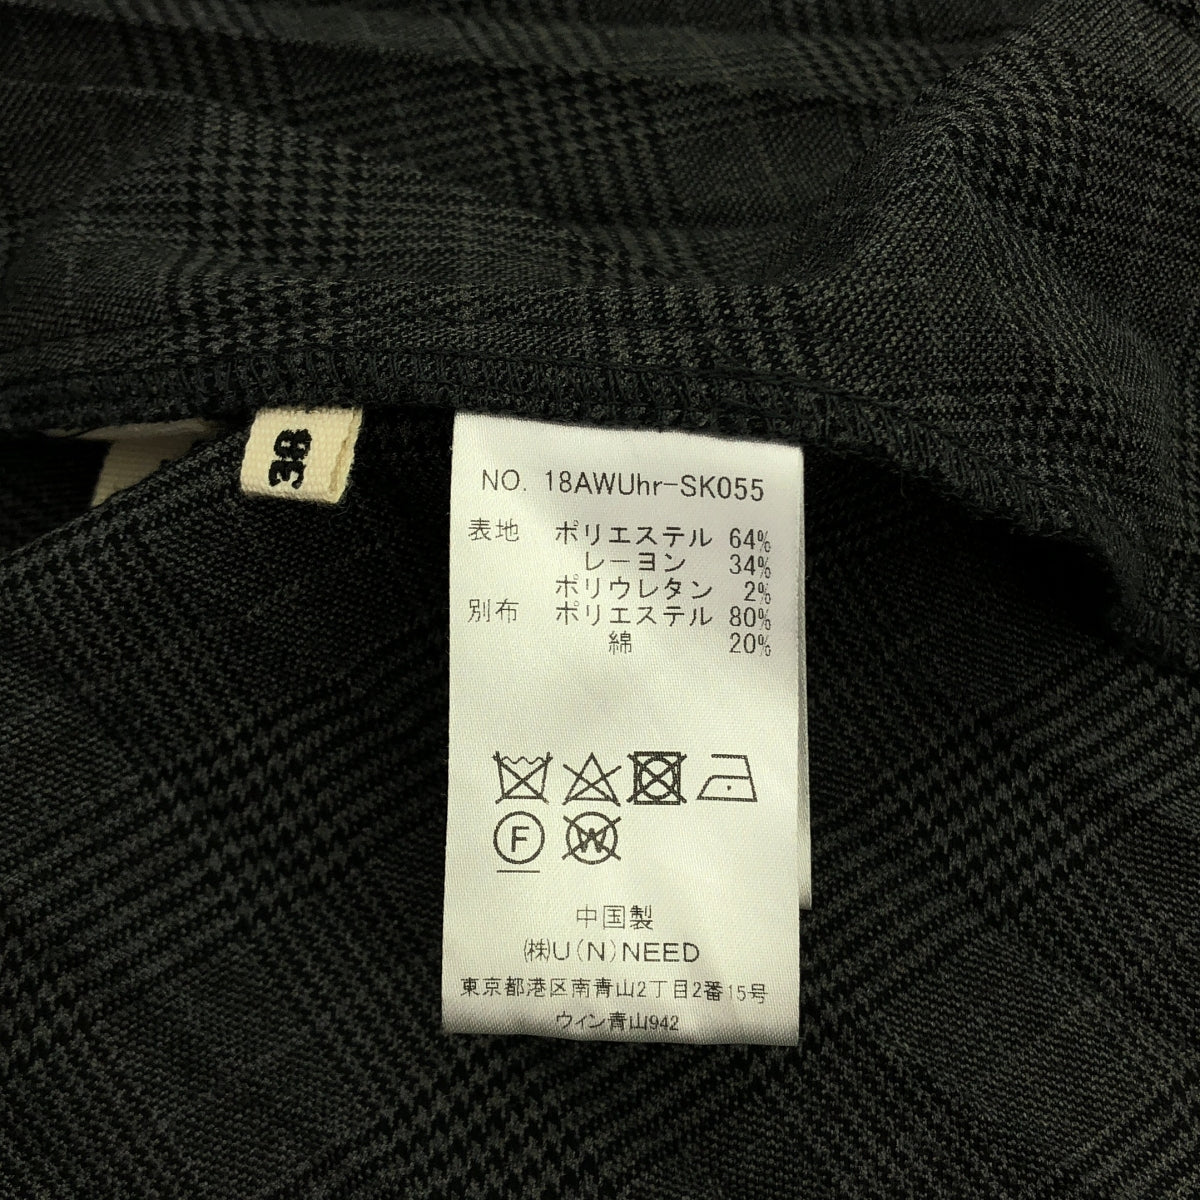 38
NO. 18AWUhr-SK055
表地 ポリエステル 64%
レーヨン 34%
ポリウレタン 2%
別布 ポリエステル 80%
綿 20%
F W
中国製
㈱U(N)NEED
東京都港区南青山2丁目2番15号
ウィン青山942